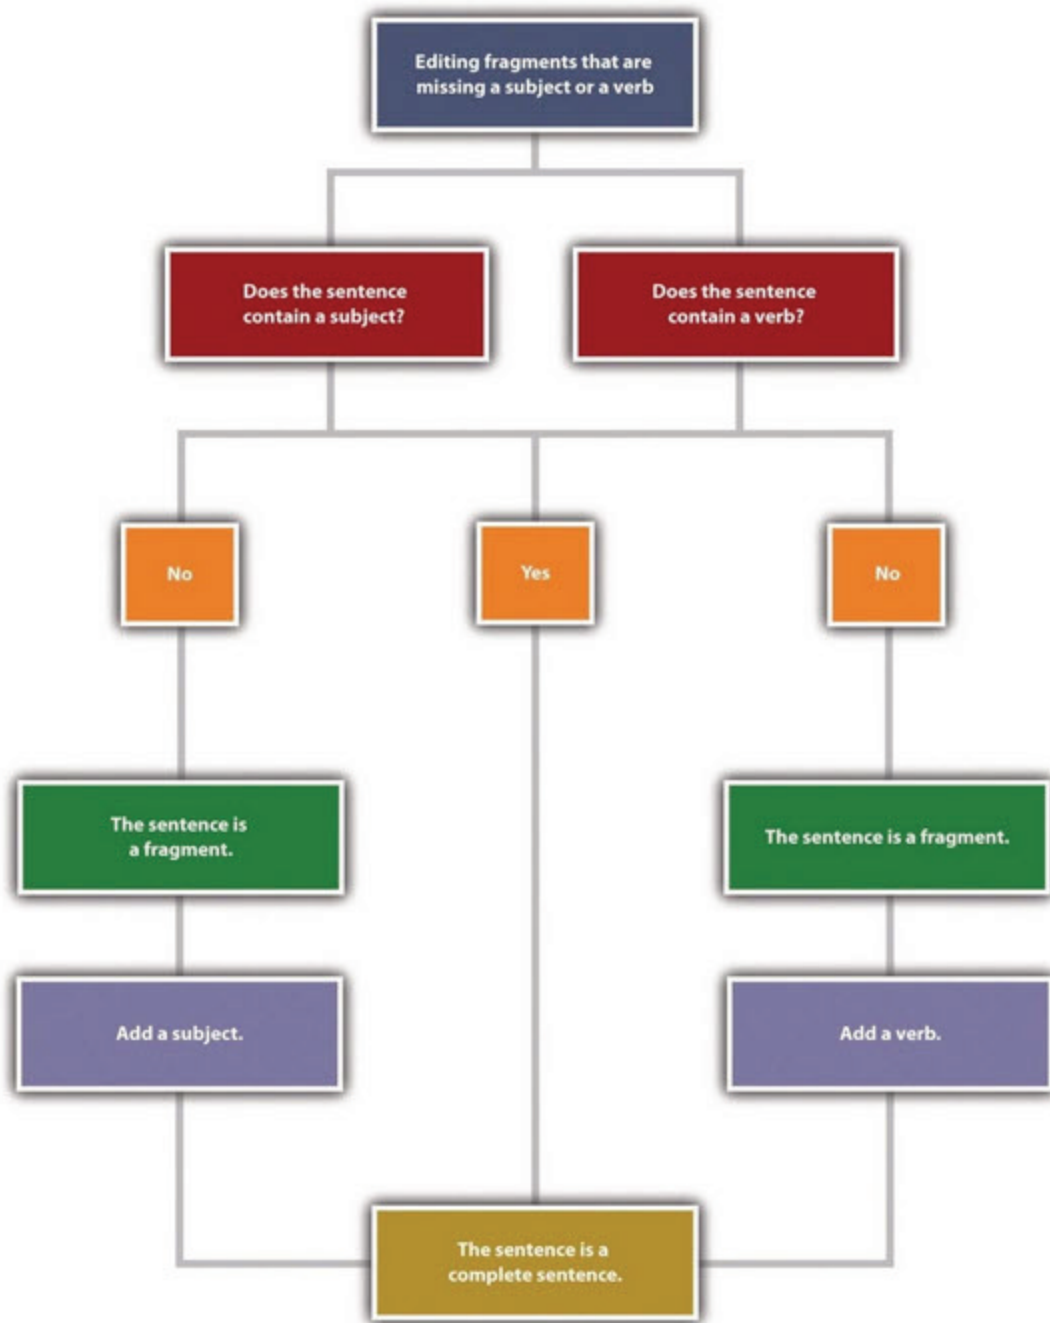 Editing fragments that are
missing a subject or a verb
Does the sentence
contain a subject?
Does the sentence
contain a verb?
No
Yes
No
The sentence is
a fragment.
The sentence is a fragment.
Add a subject.
Add a verb.
The sentence is a
complete sentence.